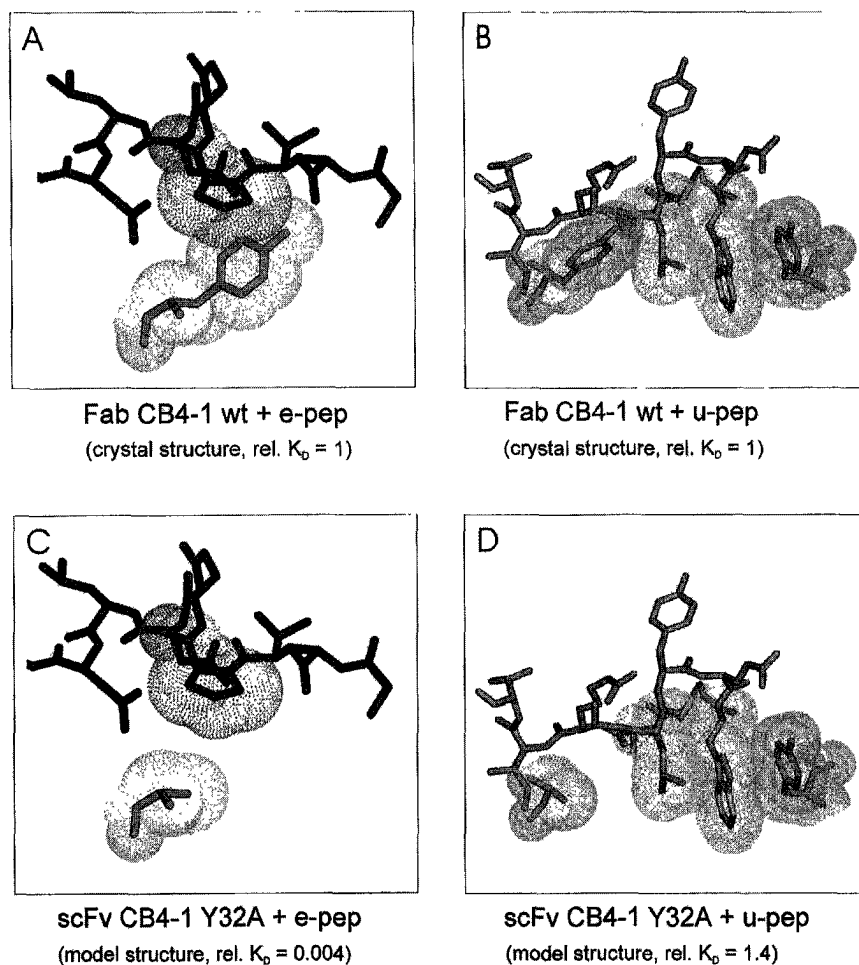 A
B
Fab CB4-1 wt + e-pep
(crystal structure, rel. K_D = 1)
Fab CB4-1 wt + u-pep
(crystal structure, rel. K_D = 1)
C
D
scFv CB4-1 Y32A + e-pep
(model structure, rel. K_D = 0.004)
scFv CB4-1 Y32A + u-pep
(model structure, rel. K_D = 1.4)